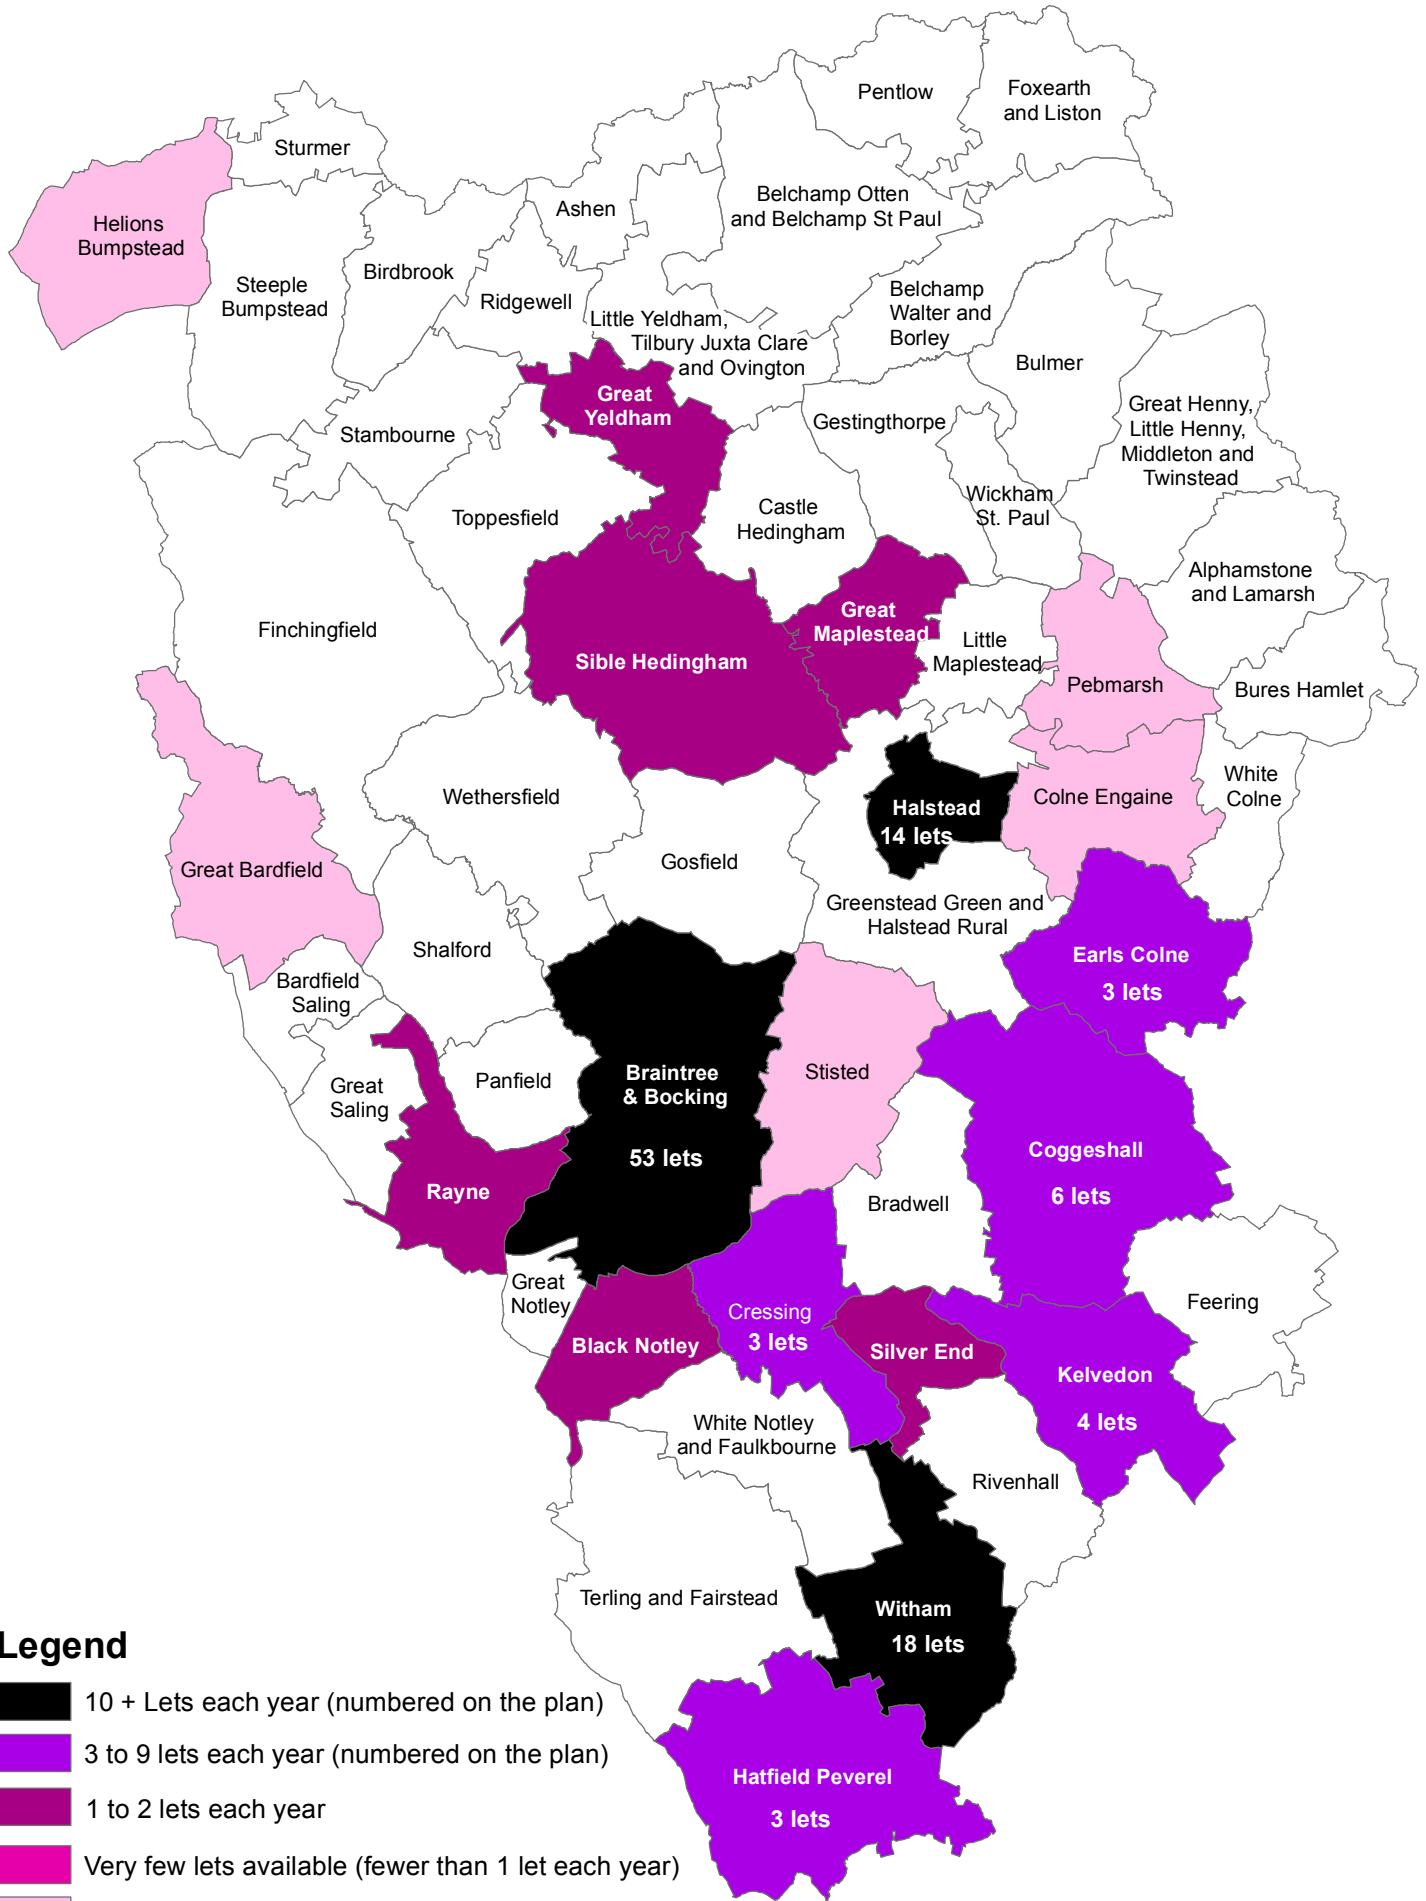 Pentlow
Foxearth
and Liston
Sturmer
Helions
Bumpstead
Ashen
Belchamp Otten
and Belchamp St Paul
Steeple
Bumpstead
Birdbrook
Ridgewell
Little Yeldham,
Tilbury Juxta Clare
and Ovington
Belchamp
Walter and
Borley
Bulmer
Great
Yeldham
Stambourne
Gestingthorpe
Great Henny,
Little Henny,
Middleton and
Twinstead
Toppesfield
Castle
Hedingham
Wickham
St. Paul
Alphamstone
and Lamarsh
Finchingfield
Sible Hedingham
Great
Maplestead
Little
Maplestead
Pebmarsh
Bures Hamlet
Wethersfield
Halstead
14 lets
Colne Engaine
White
Colne
Great Bardfield
Gosfield
Greenstead Green and
Halstead Rural
Shalford
Earls Colne
3 lets
Bardfield
Saling
Great
Saling
Panfield
Braintree
& Bocking
53 lets
Stisted
Coggeshall
6 lets
Rayne
Bradwell
Great
Notley
Black Notley
Cressing
3 lets
Silver End
Feering
Kelvedon
4 lets
White Notley
and Faulkbourne
Rivenhall
Terling and Fairstead
Witham
18 lets
Hatfield Peverel
3 lets
Legend
10 + Lets each year (numbered on the plan)
3 to 9 lets each year (numbered on the plan)
1 to 2 lets each year
Very few lets available (fewer than 1 let each year)